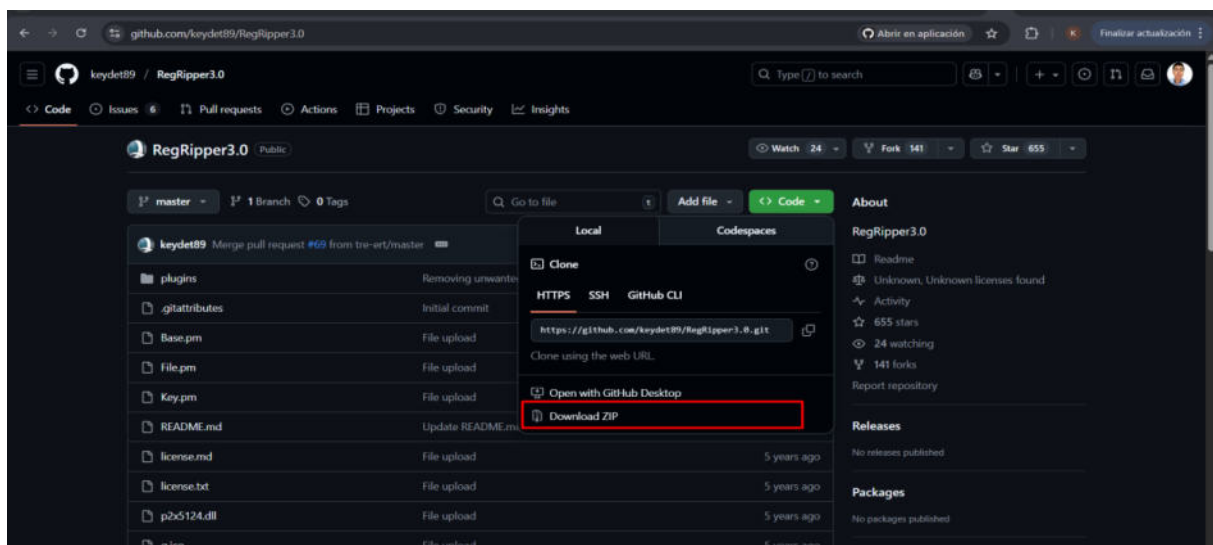 github.com/keydet89/RegRipper3.0
Abrir en aplicación
K
Finalizar actualización
keydet89 / RegRipper3.0
Type / to search
Code
Issues 6
Pull requests
Actions
Projects
Security
Insights
RegRipper3.0 Public
Watch 24
Fork 141
Star 655
master
1 Branch
0 Tags
Go to file
t
Add file
Code
Local
Codespaces
Clone
HTTPS
SSH
GitHub CLI
https://github.com/keydet89/RegRipper3.0.git
Clone using the web URL.
Open with GitHub Desktop
Download ZIP
keydet89 Merge pull request #69 from tre-ert/master
plugins Removing unwante
.gitattributes Initial commit
Base.pm File upload
File.pm File upload
Key.pm File upload
README.md Update README.m
license.md File upload 5 years ago
license.txt File upload 5 years ago
p2x5124.dll File upload 5 years ago
About
RegRipper3.0
Readme
Unknown, Unknown licenses found
Activity
655 stars
24 watching
141 forks
Report repository
Releases
No releases published
Packages
No packages published